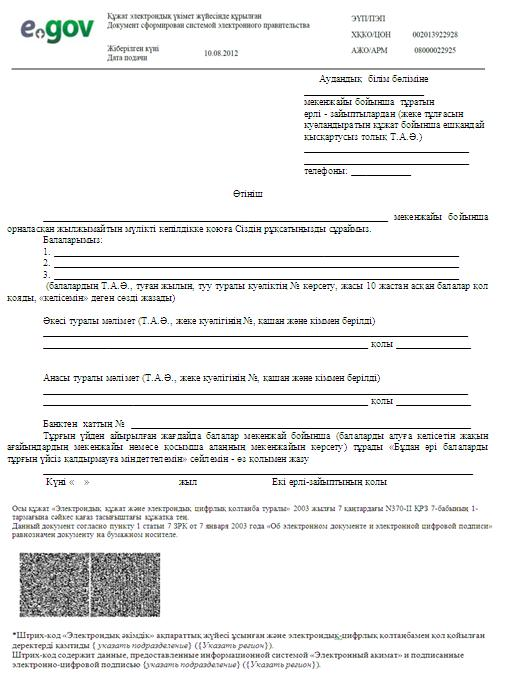 e.gov
Құжат электрондық үкімет жүйесінде құрылған
Документ сформирован системой электронного правительства
Жіберілген күні
Дата подачи
10.08.2012
ЭҮП/ПЭП
ХҚКО/ЦОН 002013922928
АЖО/АРМ 08000022925
Аудандық білім бөліміне
мекенжайы бойынша тұратын
ерлі - зайыптылардан (жеке тұлғасын
куәландыратын құжат бойынша ешқандай
қысқартусыз толық Т.А.Ә.)
телефоны:
Өтініш
мекенжайы бойынша
орналасқан жылжымайтын мүлікті кепілдікке қоюға Сіздің рұқсатыңызды сұраймыз.
Балаларымыз:
1.
2.
3.
(балалардың Т.А.Ә., туған жылын, туу туралы куәліктің № көрсету, жасы 10 жастан асқан балалар қол
қояды, «келісемін» деген сөзді жазады)
Әкесі туралы мәлімет (Т.А.Ә., жеке куәлігінің №, қашан және кіммен берілді)
қолы
Анасы туралы мәлімет (Т.А.Ә., жеке куәлігінің №, қашан және кіммен берілді)
қолы
Банктен хаттың №
Тұрғын үйден айырылған жағдайда балалар мекенжай бойынша (балаларды алуға келісетін жақын
ағайындардың мекенжайы немесе қосымша алаңның мекенжайын көрсету) тұрады «Бұдан әрі балаларды
тұрғын үйсіз қалдырмауға міндеттелемін» сөйлемін - өз қолымен жазу
Күні « » жыл Екі ерлі-зайыптының қолы
Осы құжат «Электрондық құжат және электрондық цифрлық қолтаңба туралы» 2003 жылғы 7 қаңтардағы N370-II ҚРЗ 7-бабының 1-
тармағына сәйкес қағаз тасығыштағы құжатқа тең.
Данный документ согласно пункту 1 статьи 7 ЗРК от 7 января 2003 года «Об электронном документе и электронной цифровой подписи»
равнозначен документу на бумажном носителе.
*Штрих-код «Электрондық әкімдік» ақпараттық жүйесі ұсынған және электрондық-цифрлық қолтаңбамен қол қойылған
деректерді қамтиды { указать подразделение} ({Указать регион}).
Штрих-код содержит данные, предоставленные информационной системой «Электронный акимат» и подписанные
электронно-цифровой подписью {указать подразделение} ({Указать регион}).